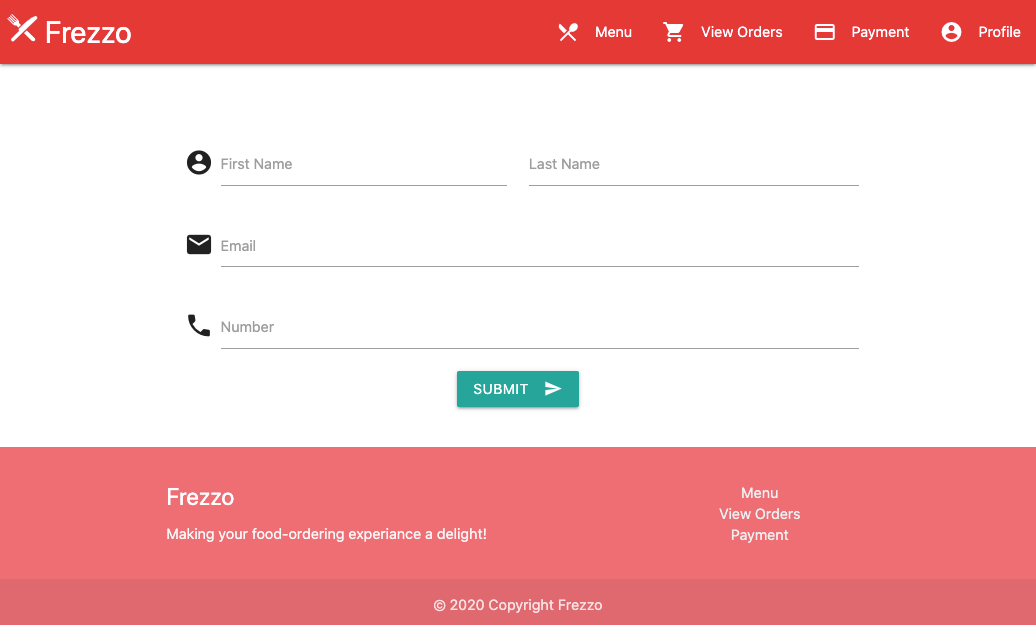 Frezzo
Menu
View Orders
Payment
Profile
First Name
Last Name
Email
Number
SUBMIT
Frezzo
Making your food-ordering experiance a delight!
Menu
View Orders
Payment
© 2020 Copyright Frezzo